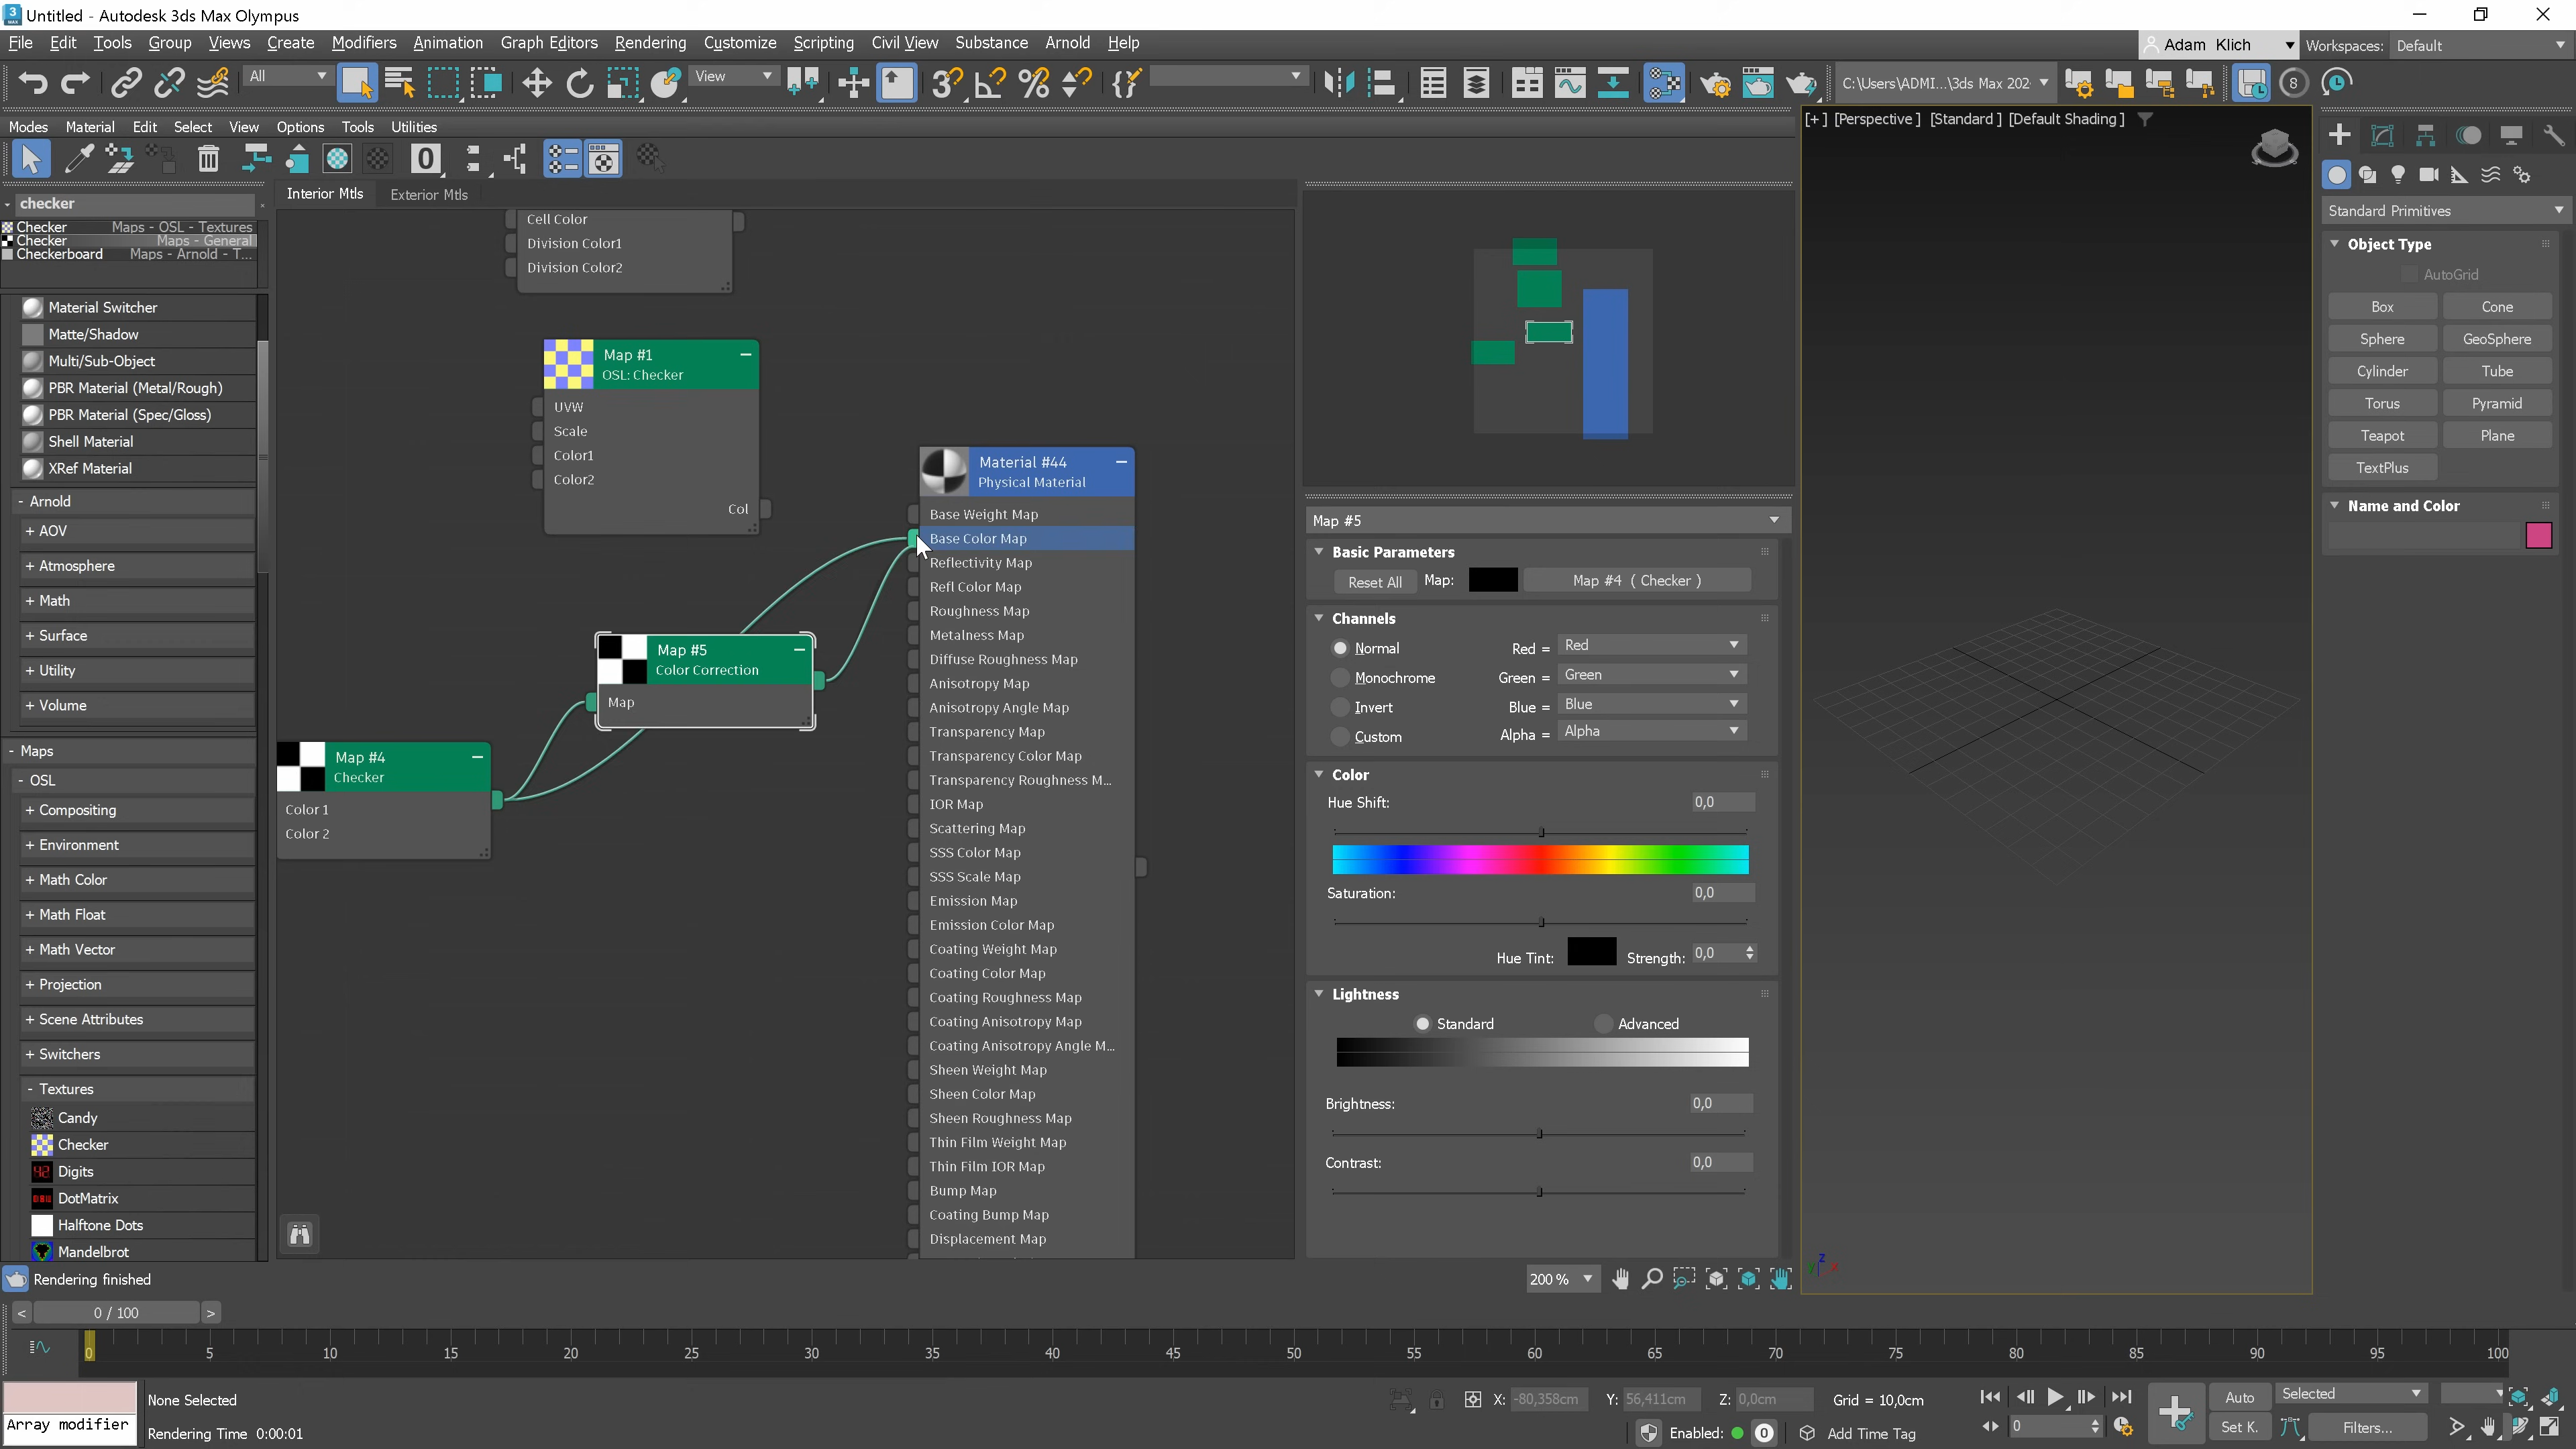 Untitled - Autodesk 3ds Max Olympus
File Edit Tools Group Views Create Modifiers Animation Graph Editors Rendering Customize Scripting Civil View Substance Arnold Help
Adam Klich Workspaces: Default
All View C:\Users\ADMI...\3ds Max 202
Modes Material Edit Select View Options Tools Utilities
[+] [Perspective] [Standard] [Default Shading]
checker
Interior Mtls Exterior Mtls
Checker Maps - OSL - Textures
Checker Maps - General
Checkerboard Maps - Arnold - T...
Material Switcher
Matte/Shadow
Multi/Sub-Object
PBR Material (Metal/Rough)
PBR Material (Spec/Gloss)
Shell Material
XRef Material
- Arnold
+ AOV
+ Atmosphere
+ Math
+ Surface
+ Utility
+ Volume
- Maps
- OSL
+ Compositing
+ Environment
+ Math Color
+ Math Float
+ Math Vector
+ Projection
+ Scene Attributes
+ Switchers
- Textures
Candy
Checker
Digits
DotMatrix
Halftone Dots
Mandelbrot
Cell Color
Division Color1
Division Color2
Map #1
OSL: Checker
UVW
Scale
Color1
Color2
Col
Map #5
Color Correction
Map
Map #4
Checker
Color 1
Color 2
Material #44
Physical Material
Base Weight Map
Base Color Map
Reflectivity Map
Refl Color Map
Roughness Map
Metalness Map
Diffuse Roughness Map
Anisotropy Map
Anisotropy Angle Map
Transparency Map
Transparency Color Map
Transparency Roughness M...
IOR Map
Scattering Map
SSS Color Map
SSS Scale Map
Emission Map
Emission Color Map
Coating Weight Map
Coating Color Map
Coating Roughness Map
Coating Anisotropy Map
Coating Anisotropy Angle M...
Sheen Weight Map
Sheen Color Map
Sheen Roughness Map
Thin Film Weight Map
Thin Film IOR Map
Bump Map
Coating Bump Map
Displacement Map
Map #5
Basic Parameters
Reset All Map: Map #4 ( Checker )
Channels
Normal Red = Red
Monochrome Green = Green
Invert Blue = Blue
Custom Alpha = Alpha
Color
Hue Shift: 0,0
Saturation: 0,0
Hue Tint: Strength: 0,0
Lightness
Standard Advanced
Brightness: 0,0
Contrast: 0,0
200 %
Standard Primitives
Object Type
AutoGrid
Box Cone
Sphere GeoSphere
Cylinder Tube
Torus Pyramid
Teapot Plane
TextPlus
Name and Color
z
y x
Rendering finished
< 0 / 100 >
0 5 10 15 20 25 30 35 40 45 50 55 60 65 70 75 80 85 90 95 100
None Selected
Array modifier
Rendering Time 0:00:01
X: -80,358cm Y: 56,411cm Z: 0,0cm Grid = 10,0cm
Enabled: 0 Add Time Tag
0
Auto Selected
Set K. Filters...